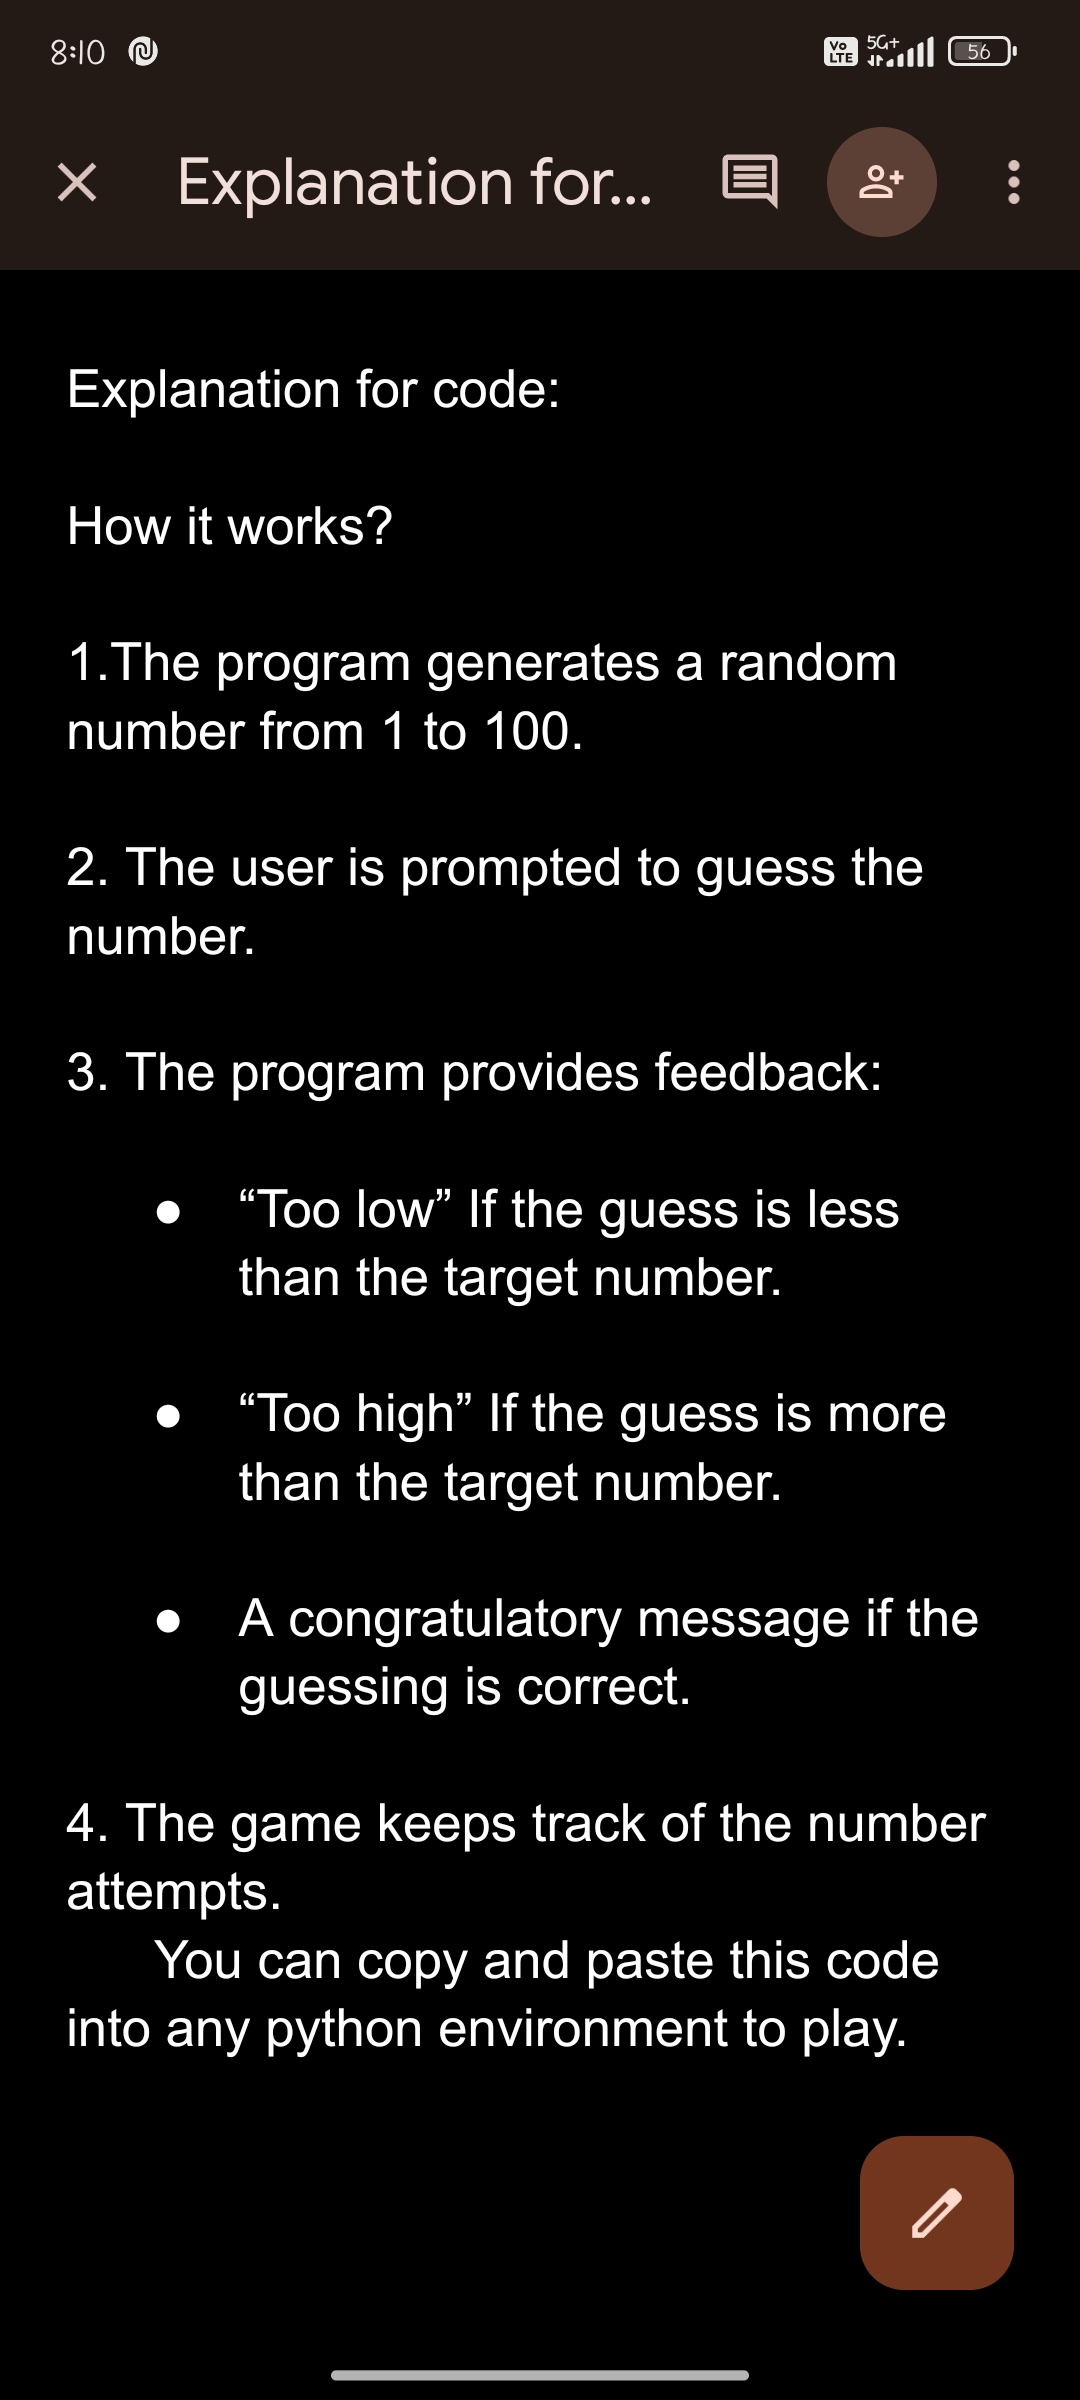 8:10
Vo LTE 5G+ 56
Explanation for...
Explanation for code:
How it works?
1.The program generates a random
number from 1 to 100.
2. The user is prompted to guess the
number.
3. The program provides feedback:
● “Too low” If the guess is less
than the target number.
● “Too high” If the guess is more
than the target number.
● A congratulatory message if the
guessing is correct.
4. The game keeps track of the number
attempts.
You can copy and paste this code
into any python environment to play.